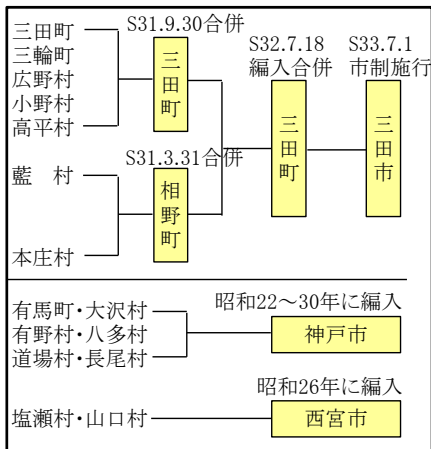 三田町
三輪町
広野村
小野村
高平村
S31.9.30合併
三田町
藍 村
本庄村
S31.3.31合併
相野町
S32.7.18
編入合併
三田町
S33.7.1
市制施行
三田市
有馬町・大沢村
有野村・八多村
道場村・長尾村
昭和22～30年に編入
神戸市
塩瀬村・山口村
昭和26年に編入
西宮市